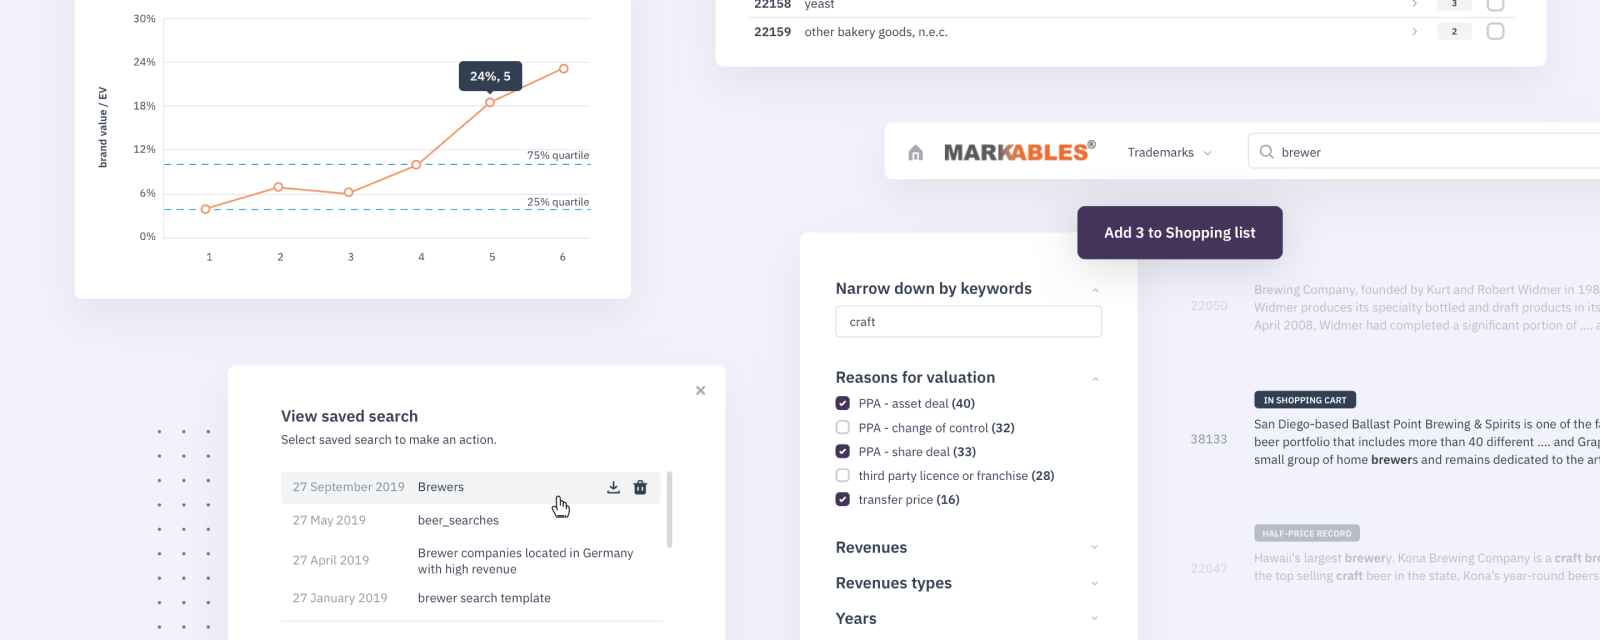 30%
24%
18%
12%
6%
0%
brand value / EV
24%, 5
75% quartile
25% quartile
1 2 3 4 5 6
22158 yeast 3
22159 other bakery goods, n.e.c. 2
MARKABLES®
Trademarks
brewer
Add 3 to Shopping list
View saved search
Select saved search to make an action.
27 September 2019 Brewers
27 May 2019 beer_searches
27 April 2019 Brewer companies located in Germany
with high revenue
27 January 2019 brewer search template
Narrow down by keywords
craft
Reasons for valuation
PPA - asset deal (40)
PPA - change of control (32)
PPA - share deal (33)
third party licence or franchise (28)
transfer price (16)
Revenues
Revenues types
Years
22050
Brewing Company, founded by Kurt and Robert Widmer in 198
Widmer produces its specialty bottled and draft products in its
April 2008, Widmer had completed a significant portion of .... a
IN SHOPPING CART
38133
San Diego-based Ballast Point Brewing & Spirits is one of the fa
beer portfolio that includes more than 40 different .... and Grap
small group of home brewers and remains dedicated to the art
HALF-PRICE RECORD
22047
Hawaii's largest brewery. Kona Brewing Company is a craft bre
the top selling craft beer in the state. Kona's year-round beers